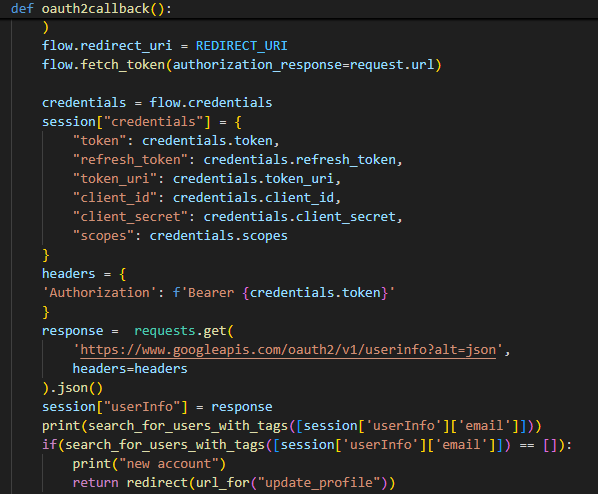 def oauth2callback():
    )
    flow.redirect_uri = REDIRECT_URI
    flow.fetch_token(authorization_response=request.url)

    credentials = flow.credentials
    session["credentials"] = {
        "token": credentials.token,
        "refresh_token": credentials.refresh_token,
        "token_uri": credentials.token_uri,
        "client_id": credentials.client_id,
        "client_secret": credentials.client_secret,
        "scopes": credentials.scopes
    }
    headers = {
    'Authorization': f'Bearer {credentials.token}'
    }
    response =  requests.get(
        'https://www.googleapis.com/oauth2/v1/userinfo?alt=json',
        headers=headers
    ).json()
    session["userInfo"] = response
    print(search_for_users_with_tags([session['userInfo']['email']]))
    if(search_for_users_with_tags([session['userInfo']['email']]) == []):
        print("new account")
        return redirect(url_for("update_profile"))